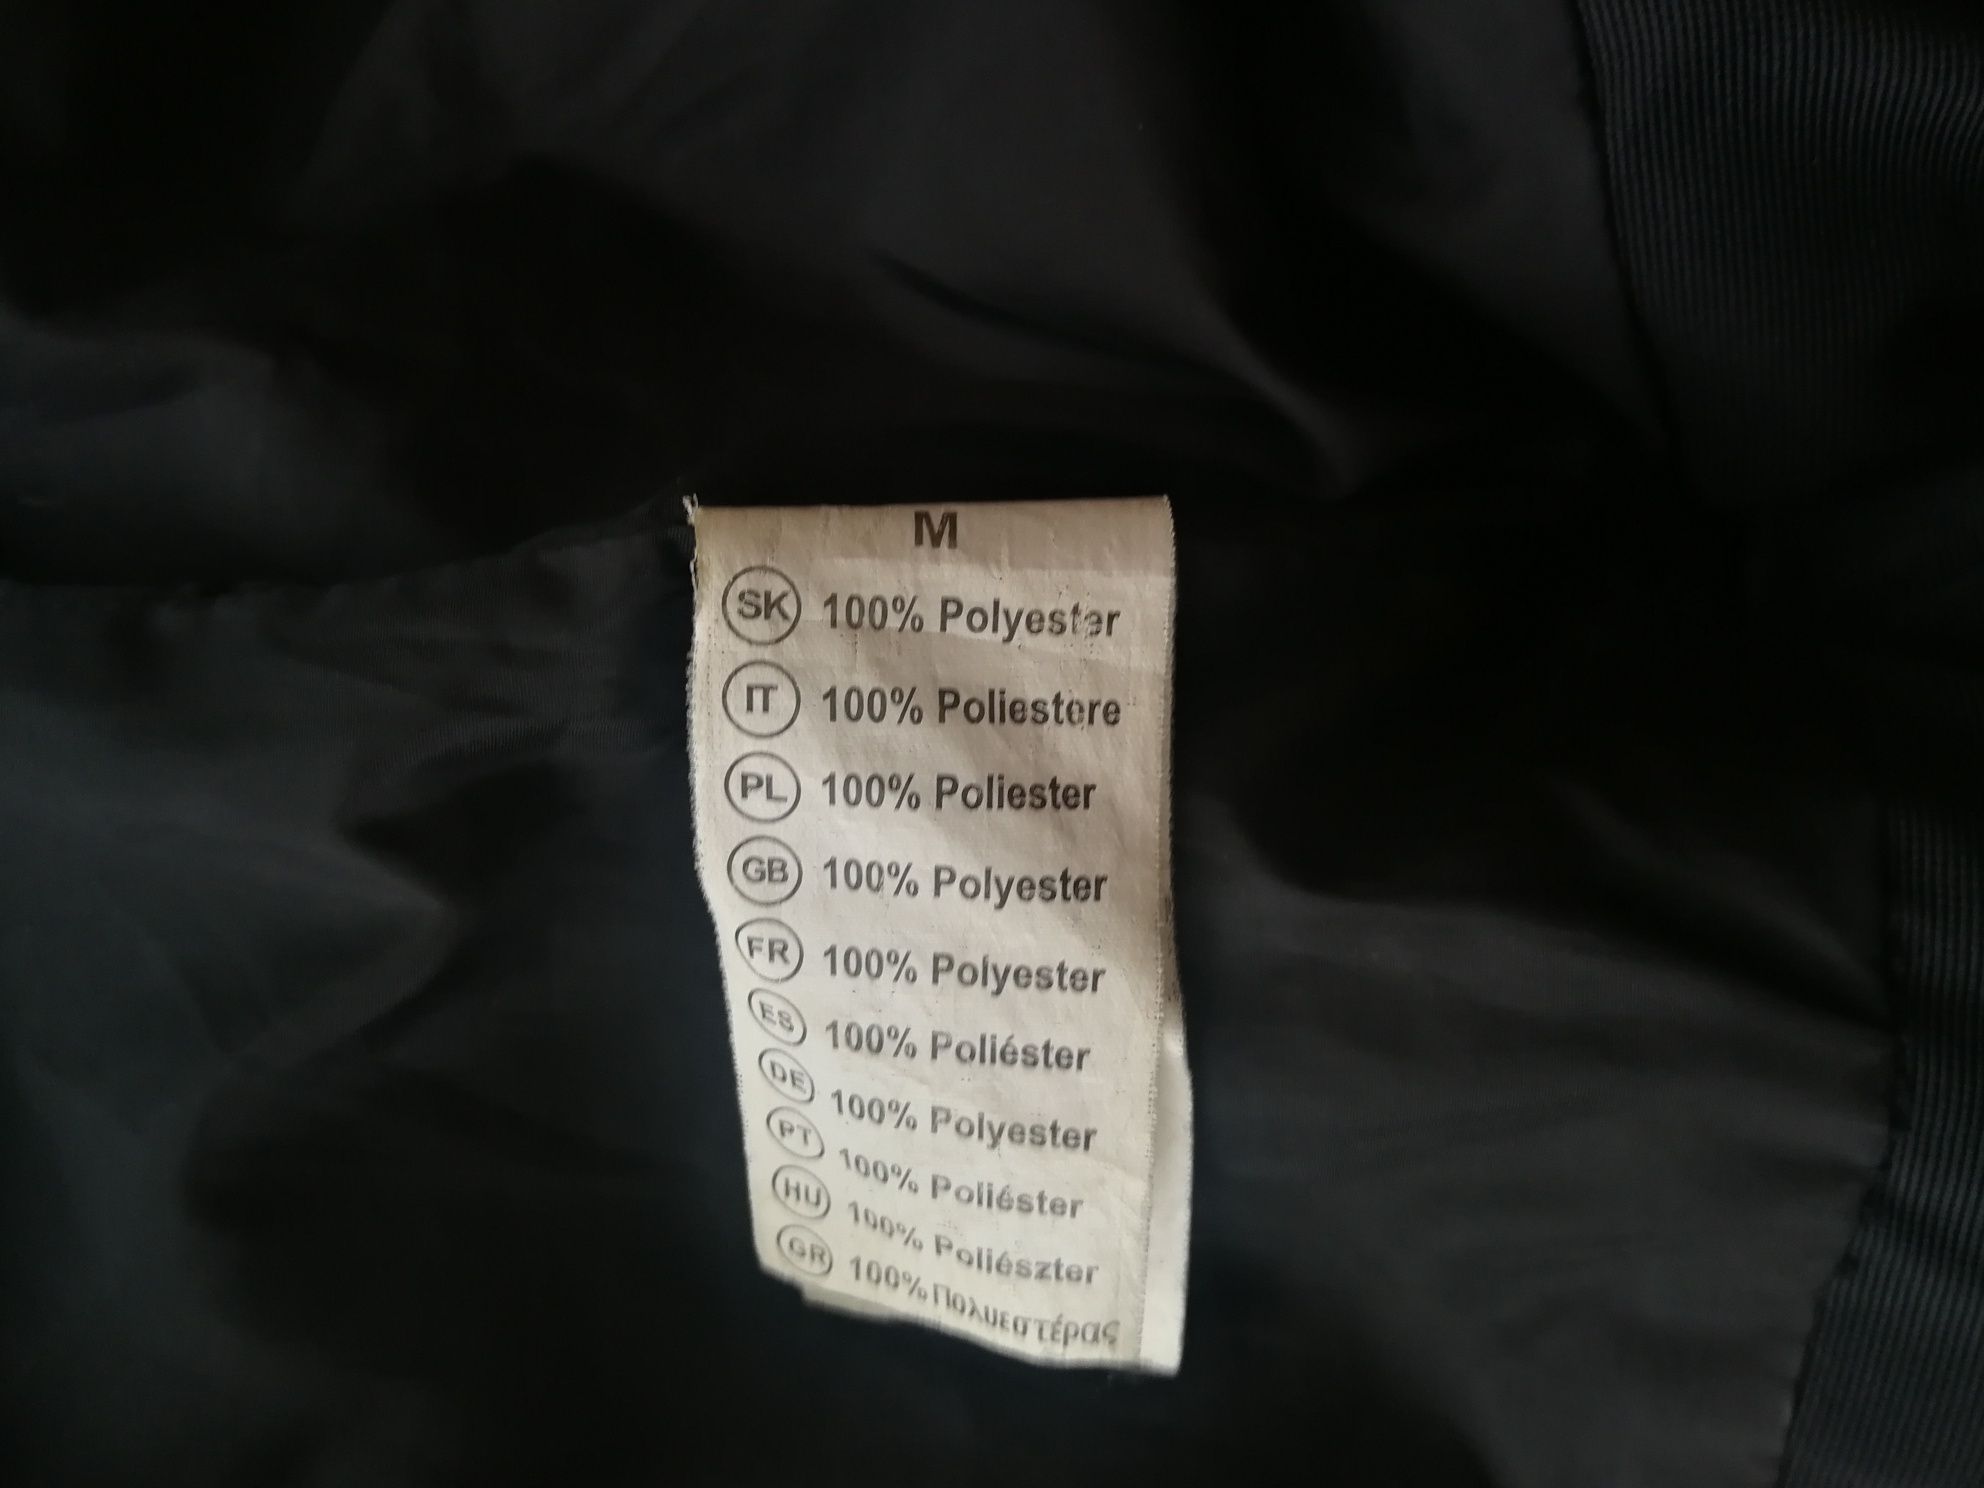 M
SK 100% Polyester
IT 100% Poliestere
PL 100% Poliester
GB 100% Polyester
FR 100% Polyester
ES 100% Poliéster
DE 100% Polyester
PT 100% Poliéster
HU 100% Poliészter
GR 100% Πολυεστέρας